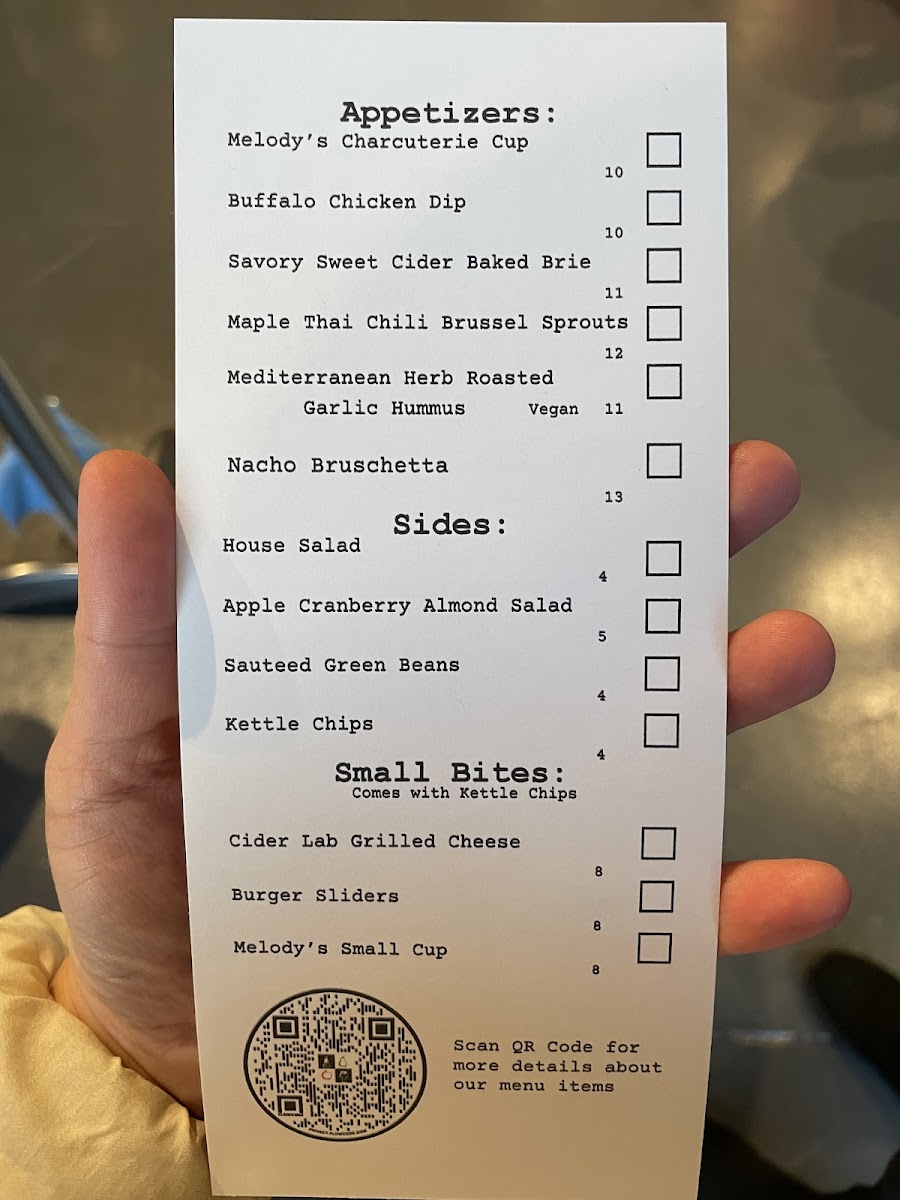 Appetizers:
Melody's Charcuterie Cup
10
Buffalo Chicken Dip
10
Savory Sweet Cider Baked Brie
11
Maple Thai Chili Brussel Sprouts
12
Mediterranean Herb Roasted
Garlic Hummus Vegan 11
Nacho Bruschetta
13
Sides:
House Salad
4
Apple Cranberry Almond Salad
5
Sauteed Green Beans
4
Kettle Chips
4
Small Bites:
Comes with Kettle Chips
Cider Lab Grilled Cheese
8
Burger Sliders
8
Melody's Small Cup
8
Scan QR Code for
more details about
our menu items